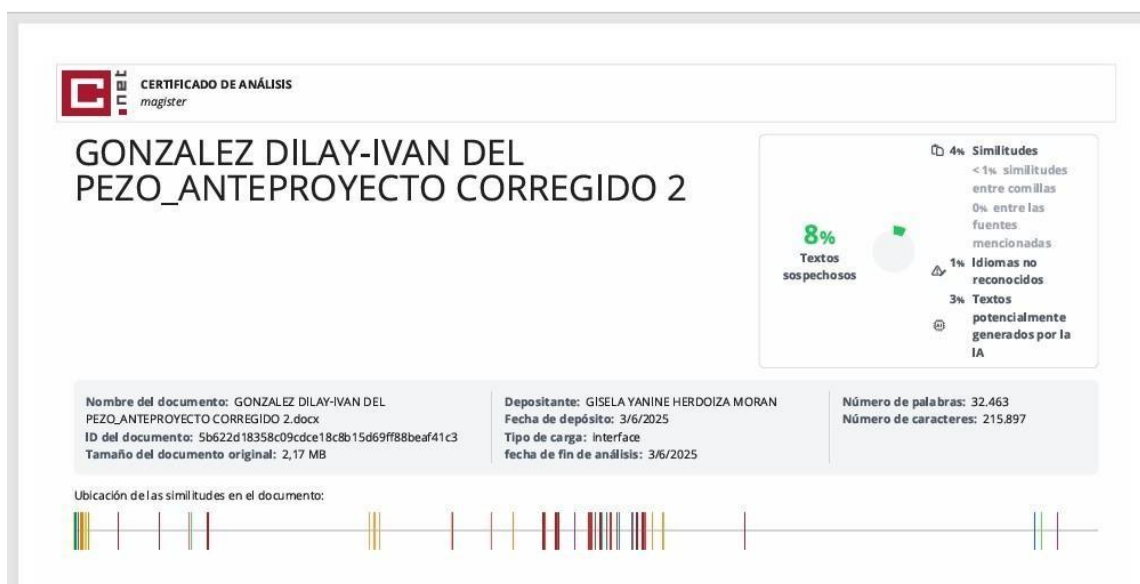 C
.net
CERTIFICADO DE ANÁLISIS
magister
GONZALEZ DILAY-IVAN DEL
PEZO_ANTEPROYECTO CORREGIDO 2
8%
Textos
sospechosos
4% Similitudes
< 1% similitudes
entre comillas
0% entre las
fuentes
mencionadas
1% Idiomas no
reconocidos
3% Textos
potencialmente
generados por la
IA
Nombre del documento: GONZALEZ DILAY-IVAN DEL
PEZO_ANTEPROYECTO CORREGIDO 2.docx
ID del documento: 5b622d18358c09cdce18c8b15d69ff88beaf41c3
Tamaño del documento original: 2,17 MB
Depositante: GISELA YANINE HERDOIZA MORAN
Fecha de depósito: 3/6/2025
Tipo de carga: interface
fecha de fin de análisis: 3/6/2025
Número de palabras: 32.463
Número de caracteres: 215.897
Ubicación de las similitudes en el documento: